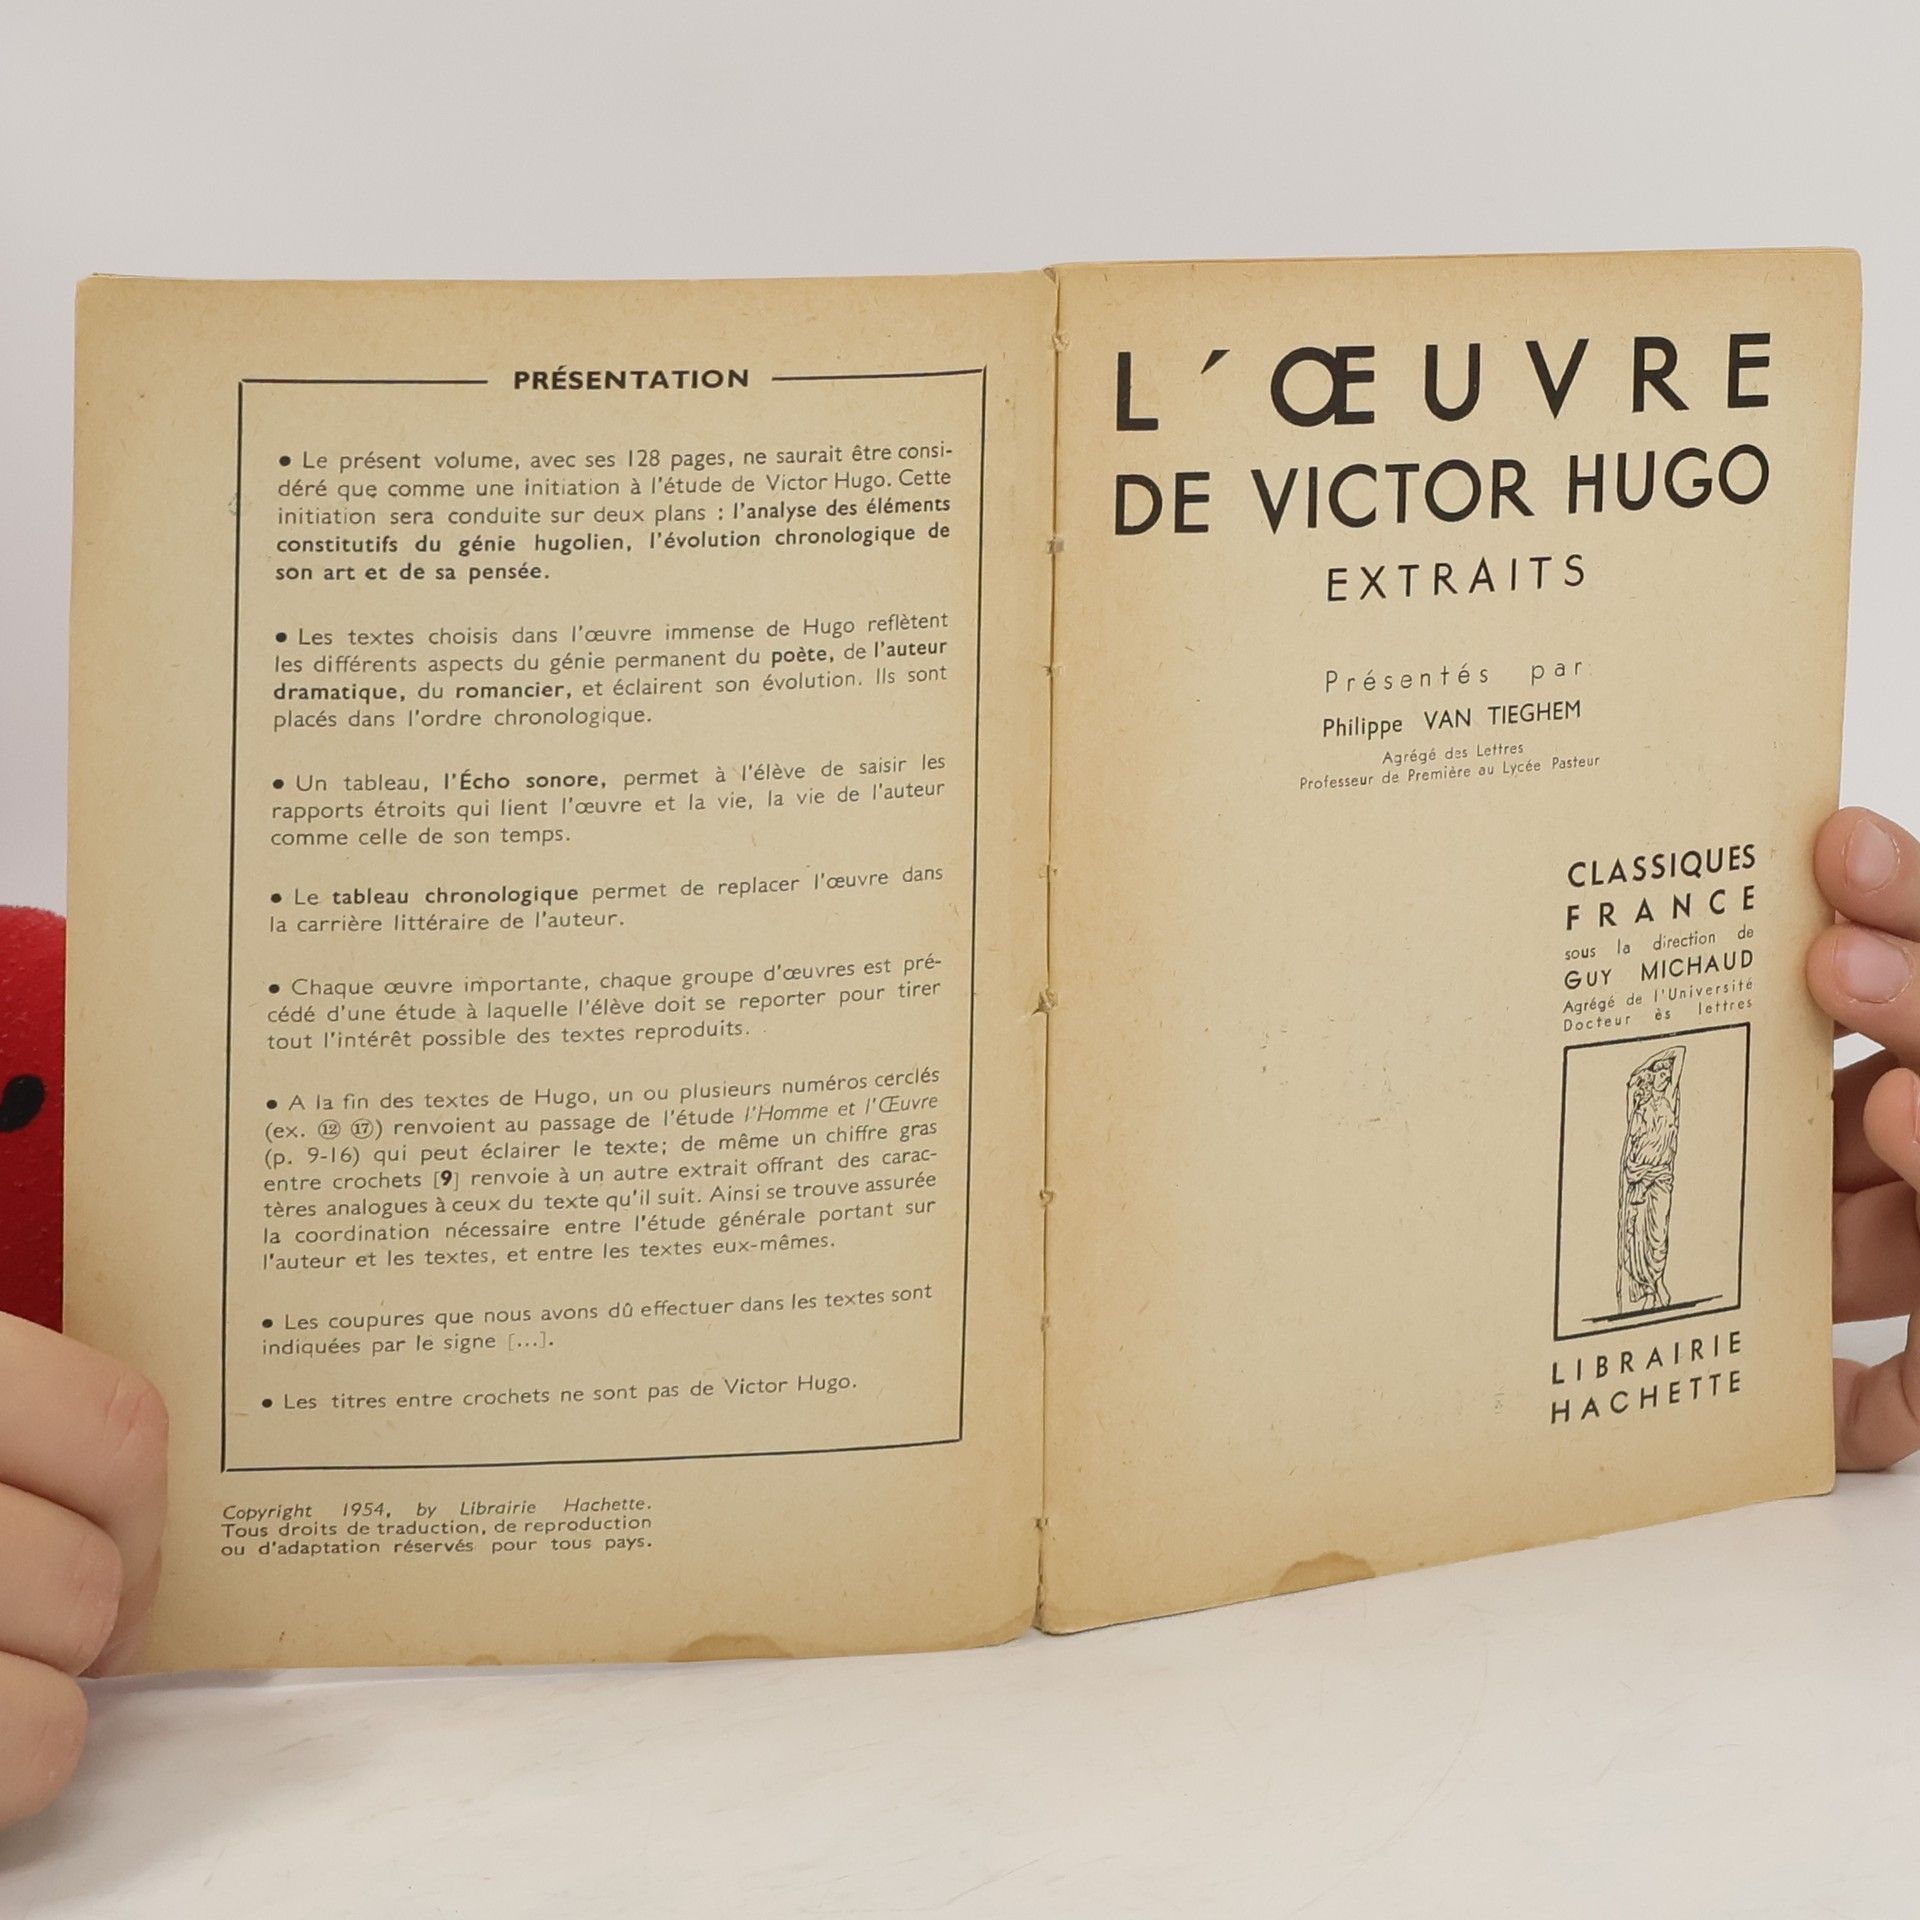 PRÉSENTATION
• Le présent volume, avec ses 128 pages, ne saurait être consi-
déré que comme une initiation à l'étude de Victor Hugo. Cette
initiation sera conduite sur deux plans : l'analyse des éléments
constitutifs du génie hugolien, l'évolution chronologique de
son art et de sa pensée.
• Les textes choisis dans l'œuvre immense de Hugo reflètent
les différents aspects du génie permanent du poète, de l'auteur
dramatique, du romancier, et éclairent son évolution. Ils sont
placés dans l'ordre chronologique.
• Un tableau, l'Écho sonore, permet à l'élève de saisir les
rapports étroits qui lient l'œuvre et la vie, la vie de l'auteur
comme celle de son temps.
• Le tableau chronologique permet de replacer l'œuvre dans
la carrière littéraire de l'auteur.
• Chaque œuvre importante, chaque groupe d'œuvres est pré-
cédé d'une étude à laquelle l'élève doit se reporter pour tirer
tout l'intérêt possible des textes reproduits.
• A la fin des textes de Hugo, un ou plusieurs numéros cerclés
(ex. ⑫ ⑰) renvoient au passage de l'étude l'Homme et l'Œuvre
(p. 9-16) qui peut éclairer le texte; de même un chiffre gras
entre crochets [9] renvoie à un autre extrait offrant des carac-
tères analogues à ceux du texte qu'il suit. Ainsi se trouve assurée
la coordination nécessaire entre l'étude générale portant sur
l'auteur et les textes, et entre les textes eux-mêmes.
• Les coupures que nous avons dû effectuer dans les textes sont
indiquées par le signe [...].
• Les titres entre crochets ne sont pas de Victor Hugo.
Copyright 1954, by Librairie Hachette.
Tous droits de traduction, de reproduction
ou d'adaptation réservés pour tous pays.
L'ŒUVRE
DE VICTOR HUGO
EXTRAITS
Présentés par
Philippe VAN TIEGHEM
Agrégé des Lettres
Professeur de Première au Lycée Pasteur
CLASSIQUES
FRANCE
sous la direction de
GUY MICHAUD
Agrégé de l'Université
Docteur ès lettres
LIBRAIRIE
HACHETTE